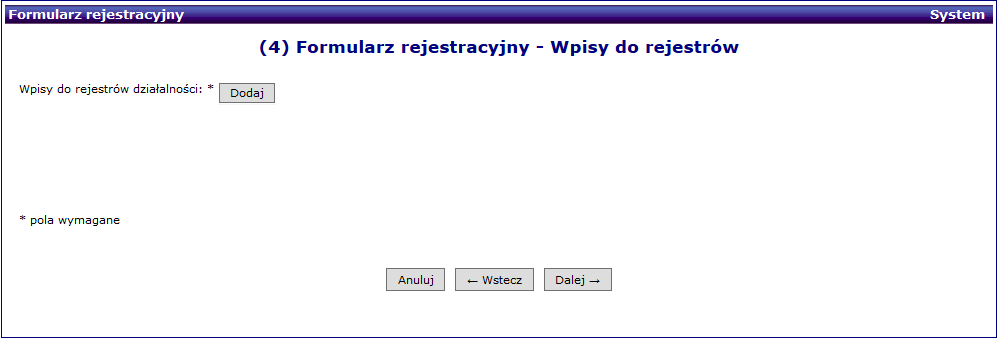 Formularz rejestracyjny System
(4) Formularz rejestracyjny - Wpisy do rejestrów
Wpisy do rejestrów działalności: * Dodaj
* pola wymagane
Anuluj ← Wstecz Dalej →